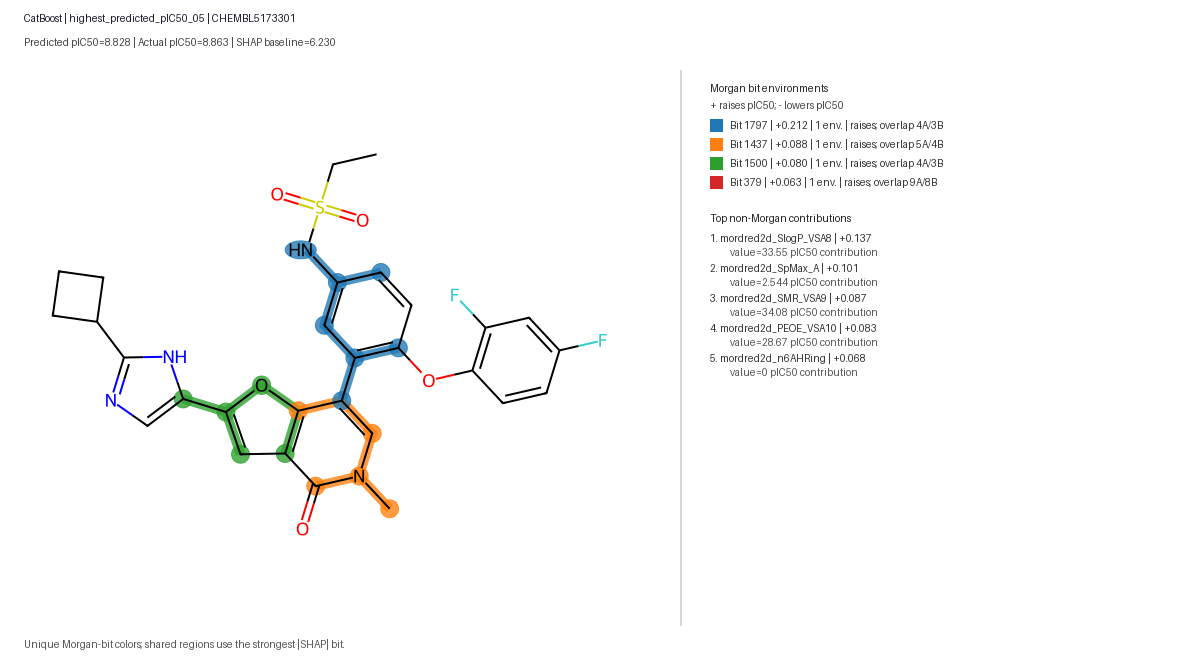 CatBoost | highest_predicted_pIC50_05 | CHEMBL5173301
Predicted pIC50=8.828 | Actual pIC50=8.863 | SHAP baseline=6.230
Morgan bit environments
+ raises pIC50; - lowers pIC50
Bit 1797 | +0.212 | 1 env. | raises; overlap 4A/3B
Bit 1437 | +0.088 | 1 env. | raises; overlap 5A/4B
Bit 1500 | +0.080 | 1 env. | raises; overlap 4A/3B
Bit 379 | +0.063 | 1 env. | raises; overlap 9A/8B
Top non-Morgan contributions
1. mordred2d_SlogP_VSA8 | +0.137
value=33.55 pIC50 contribution
2. mordred2d_SpMax_A | +0.101
value=2.544 pIC50 contribution
3. mordred2d_SMR_VSA9 | +0.087
value=34.08 pIC50 contribution
4. mordred2d_PEOE_VSA10 | +0.083
value=28.67 pIC50 contribution
5. mordred2d_n6AHRing | +0.068
value=0 pIC50 contribution
O
S
O
HN
F
F
NH
N
O
O
N
O
Unique Morgan-bit colors; shared regions use the strongest |SHAP| bit.